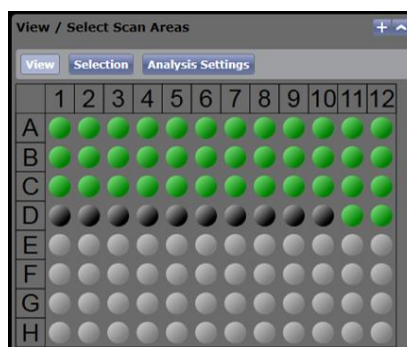 View / Select Scan Areas +
View Selection Analysis Settings
1 2 3 4 5 6 7 8 9 10 11 12
A
B
C
D
E
F
G
H